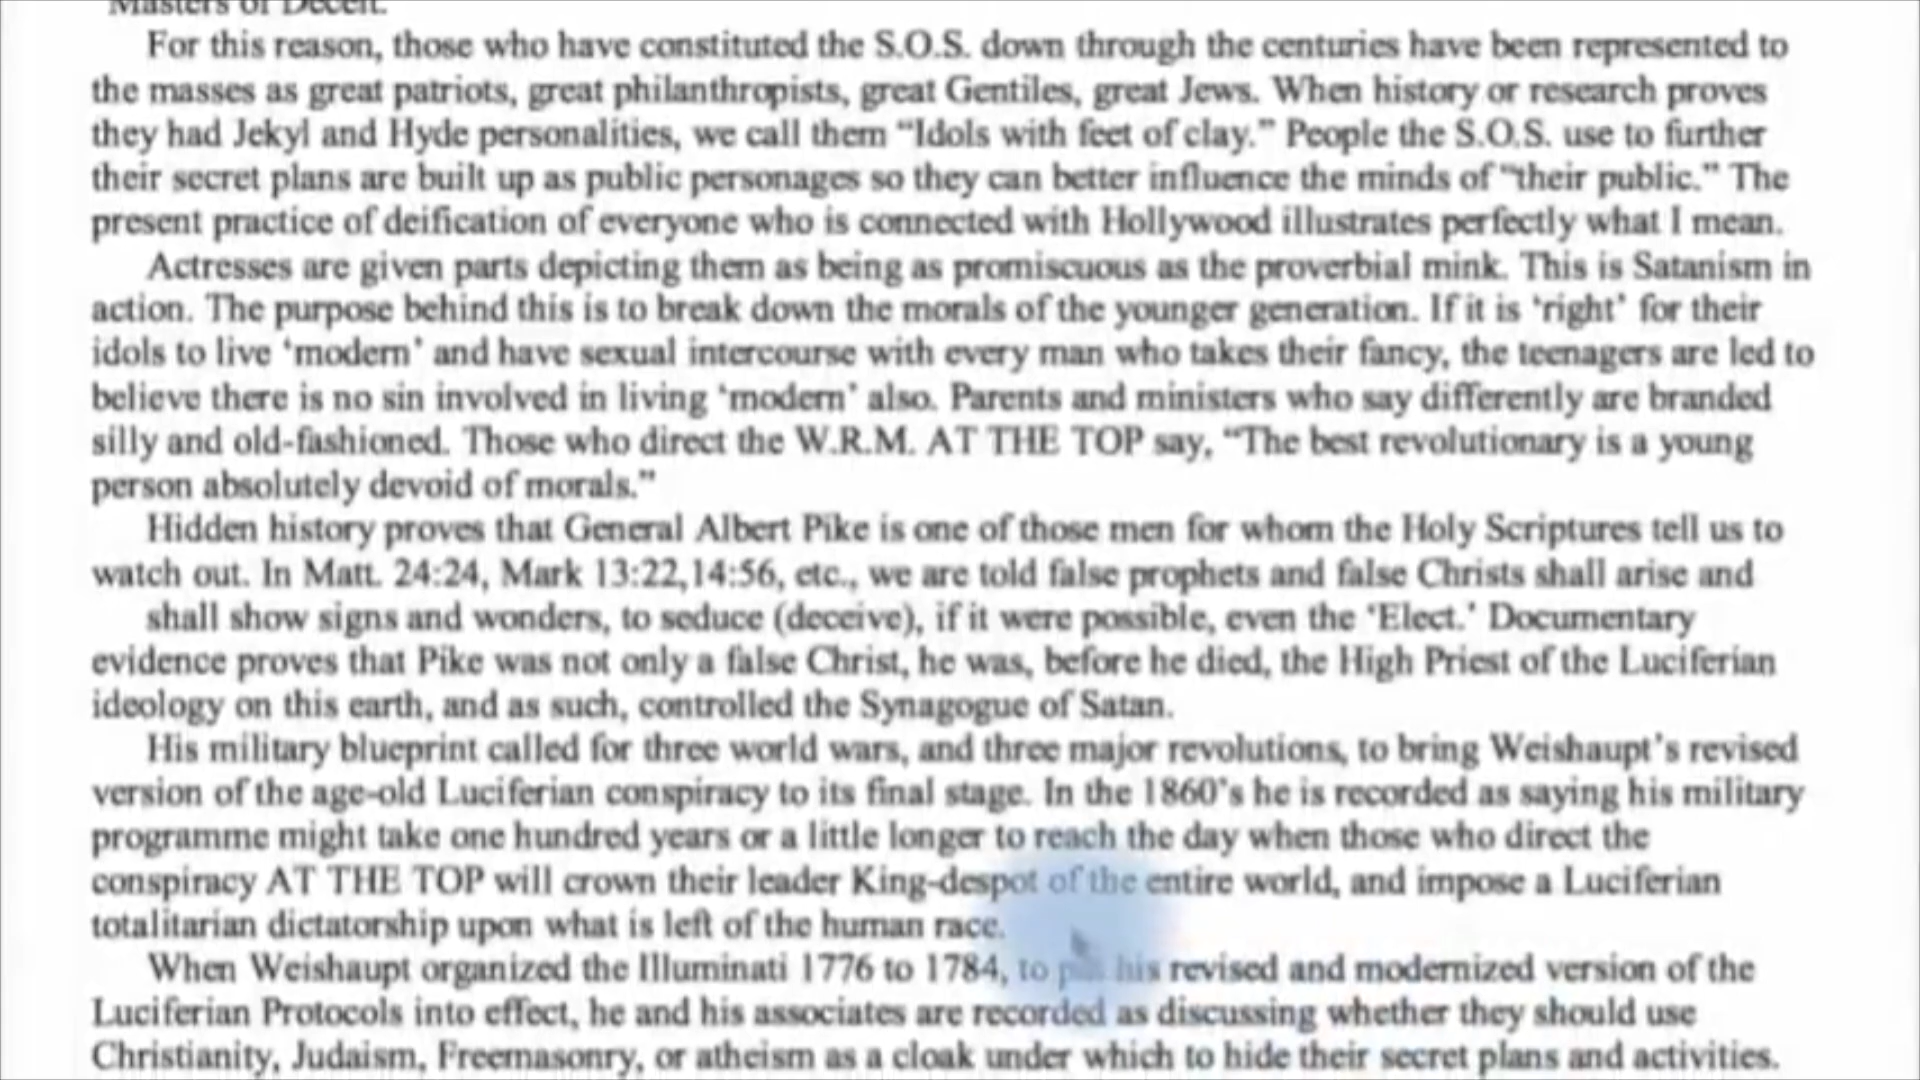 Masters of Deceit.
For this reason, those who have constituted the S.O.S. down through the centuries have been represented to
the masses as great patriots, great philanthropists, great Gentiles, great Jews. When history or research proves
they had Jekyl and Hyde personalities, we call them “Idols with feet of clay.” People the S.O.S. use to further
their secret plans are built up as public personages so they can better influence the minds of “their public.” The
present practice of deification of everyone who is connected with Hollywood illustrates perfectly what I mean.
Actresses are given parts depicting them as being as promiscuous as the proverbial mink. This is Satanism in
action. The purpose behind this is to break down the morals of the younger generation. If it is ‘right’ for their
idols to live ‘modern’ and have sexual intercourse with every man who takes their fancy, the teenagers are led to
believe there is no sin involved in living ‘modern’ also. Parents and ministers who say differently are branded
silly and old-fashioned. Those who direct the W.R.M. AT THE TOP say, “The best revolutionary is a young
person absolutely devoid of morals.”
Hidden history proves that General Albert Pike is one of those men for whom the Holy Scriptures tell us to
watch out. In Matt. 24:24, Mark 13:22,14:56, etc., we are told false prophets and false Christs shall arise and
shall show signs and wonders, to seduce (deceive), if it were possible, even the ‘Elect.’ Documentary
evidence proves that Pike was not only a false Christ, he was, before he died, the High Priest of the Luciferian
ideology on this earth, and as such, controlled the Synagogue of Satan.
His military blueprint called for three world wars, and three major revolutions, to bring Weishaupt’s revised
version of the age-old Luciferian conspiracy to its final stage. In the 1860’s he is recorded as saying his military
programme might take one hundred years or a little longer to reach the day when those who direct the
conspiracy AT THE TOP will crown their leader King-despot of the entire world, and impose a Luciferian
totalitarian dictatorship upon what is left of the human race.
When Weishaupt organized the Illuminati 1776 to 1784, to his revised and modernized version of the
Luciferian Protocols into effect, he and his associates are recorded as discussing whether they should use
Christianity, Judaism, Freemasonry, or atheism as a cloak under which to hide their secret plans and activities.